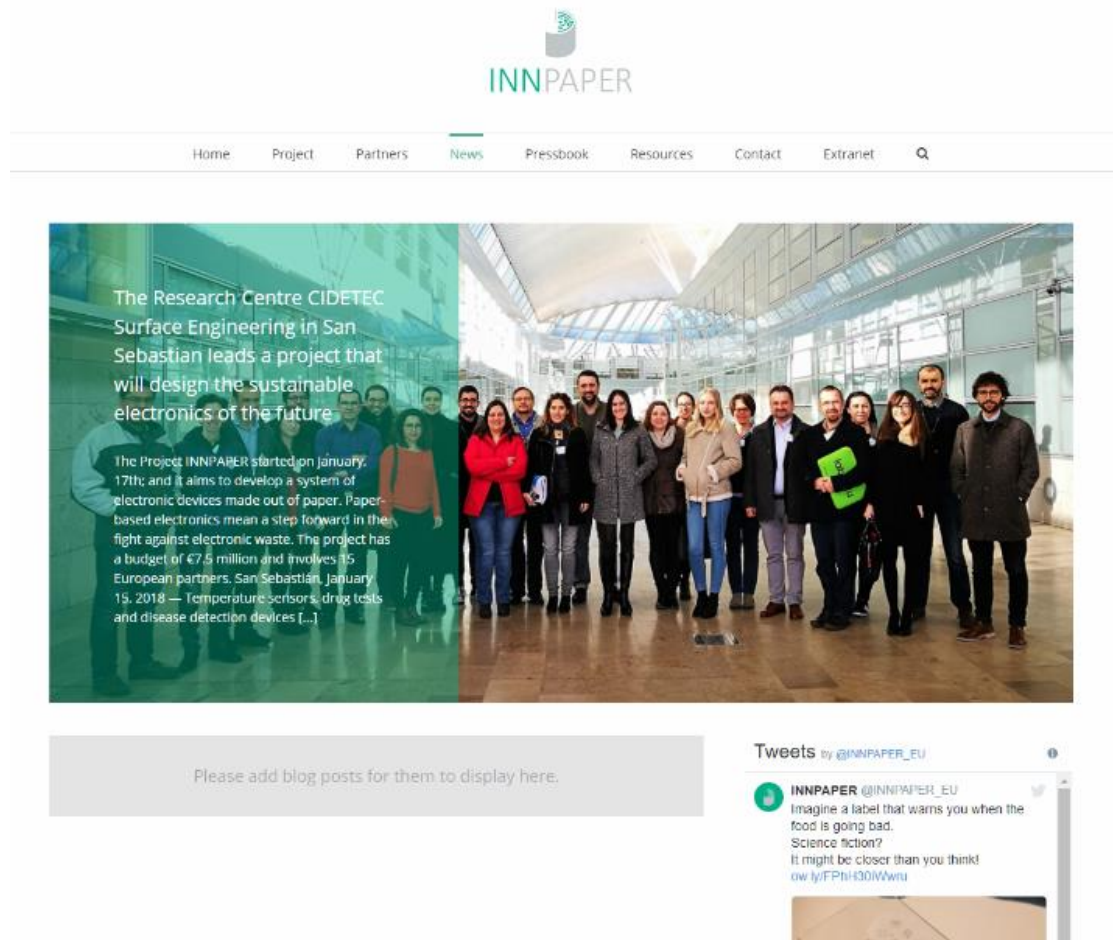 INNPAPER
Home Project Partners News Pressbook Resources Contact Extranet
The Research Centre CIDETEC
Surface Engineering in San
Sebastian leads a project that
will design the sustainable
electronics of the future
The Project INNPAPER started on January,
17th; and it aims to develop a system of
electronic devices made out of paper. Paper-
based electronics mean a step forward in the
fight against electronic waste. The project has
a budget of €7.5 million and involves 15
European partners. San Sebastián, January
15, 2018 — Temperature sensors, drug tests
and disease detection devices [...]
Please add blog posts for them to display here.
Tweets by @INNPAPER_EU
INNPAPER @INNPAPER_EU
Imagine a label that warns you when the
food is going bad.
Science fiction?
It might be closer than you think!